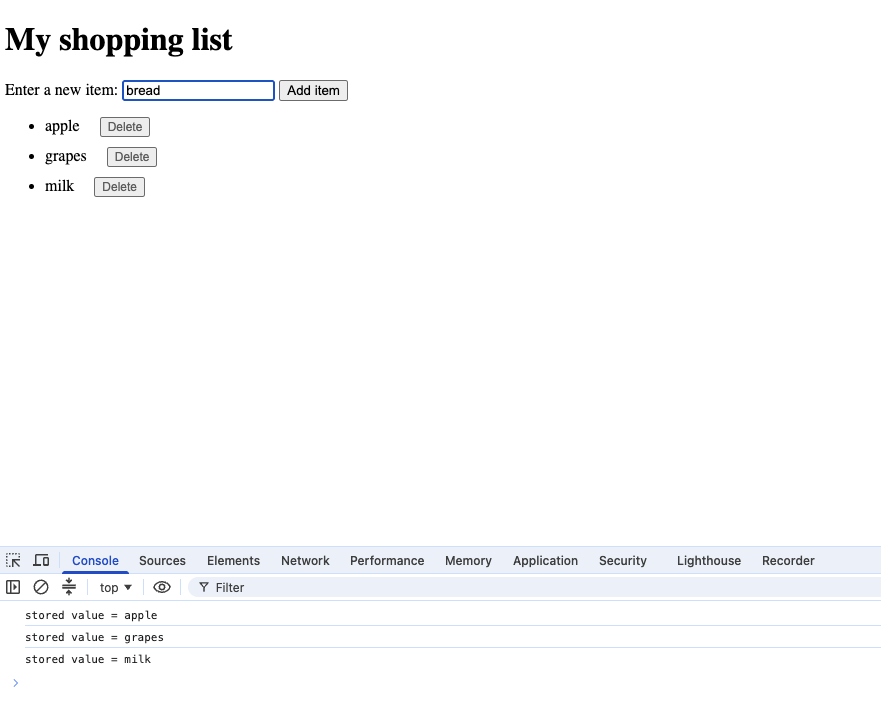 My shopping list
Enter a new item: bread Add item
• apple Delete
• grapes Delete
• milk Delete
Console Sources Elements Network Performance Memory Application Security Lighthouse Recorder
top ▼ Filter
stored value = apple
stored value = grapes
stored value = milk
>